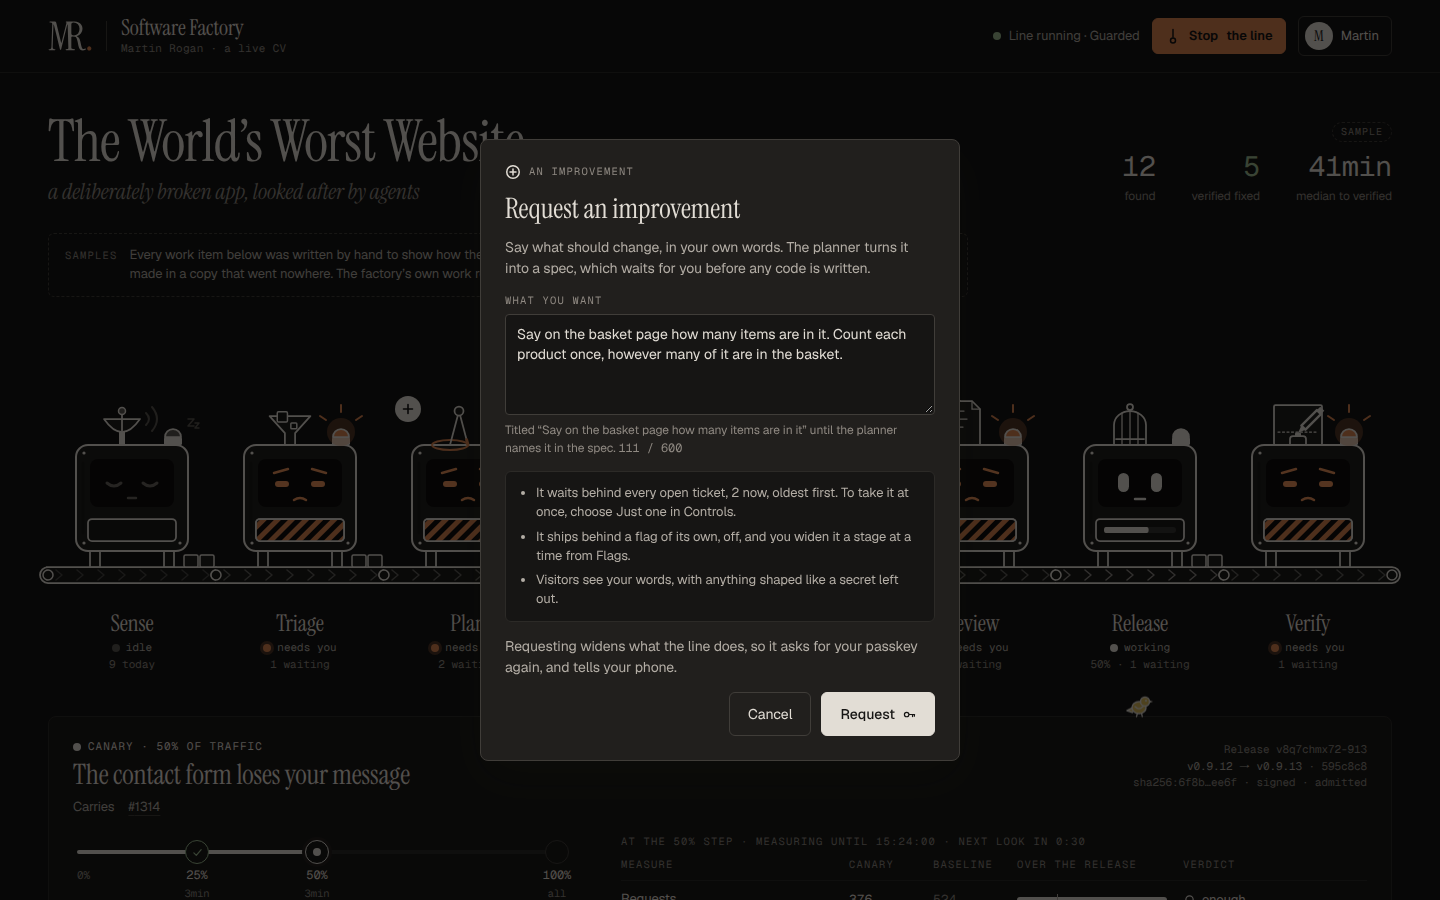 MR.
Software Factory
Martin Rogan · a live CV
Line running · Guarded
Stop the line
M
Martin
The World's Worst Website
a deliberately broken app, looked after by agents
SAMPLE
12
5
41min
found
verified fixed
median to verified
SAMPLES
Every work item below was written by hand to show how the
made in a copy that went nowhere. The factory's own work
AN IMPROVEMENT
Request an improvement
Say what should change, in your own words. The planner turns it
into a spec, which waits for you before any code is written.
WHAT YOU WANT
Say on the basket page how many items are in it. Count each
product once, however many of it are in the basket.
Titled “Say on the basket page how many items are in it” until the planner
names it in the spec. 111 / 600
• It waits behind every open ticket, 2 now, oldest first. To take it at
once, choose Just one in Controls.
• It ships behind a flag of its own, off, and you widen it a stage at a
time from Flags.
• Visitors see your words, with anything shaped like a secret left
out.
Requesting widens what the line does, so it asks for your passkey
again, and tells your phone.
Cancel
Request
zz
Sense
idle
9 today
Triage
needs you
1 waiting
Plan
needs
2 wait
eview
eds you
aiting
Release
working
50% · 1 waiting
Verify
needs you
1 waiting
CANARY · 50% OF TRAFFIC
The contact form loses your message
Carries #1314
Release v8q7chmx72-913
v0.9.12 → v0.9.13 · 595c8c8
sha256:6f8b…ee6f · signed · admitted
0%
25%
50%
100%
3min
3min
all
AT THE 50% STEP · MEASURING UNTIL 15:24:00 · NEXT LOOK IN 0:30
MEASURE
CANARY
BASELINE
OVER THE RELEASE
VERDICT
Requests
276
524
enough